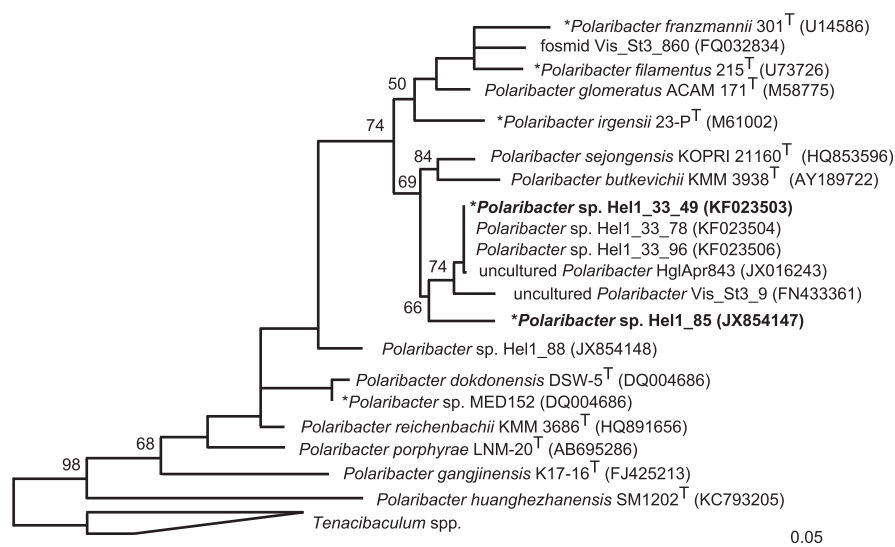 *Polaribacter franzmannii 301T (U14586)
fosmid Vis_St3_860 (FQ032834)
*Polaribacter filamentus 215T (U73726)
50
Polaribacter glomeratus ACAM 171T (M58775)
74
*Polaribacter irgensii 23-PT (M61002)
84
Polaribacter sejongensis KOPRI 21160T (HQ853596)
69
Polaribacter butkevichii KMM 3938T (AY189722)
*Polaribacter sp. Hel1_33_49 (KF023503)
Polaribacter sp. Hel1_33_78 (KF023504)
Polaribacter sp. Hel1_33_96 (KF023506)
74
uncultured Polaribacter HglApr843 (JX016243)
uncultured Polaribacter Vis_St3_9 (FN433361)
66
*Polaribacter sp. Hel1_85 (JX854147)
Polaribacter sp. Hel1_88 (JX854148)
Polaribacter dokdonensis DSW-5T (DQ004686)
*Polaribacter sp. MED152 (DQ004686)
Polaribacter reichenbachii KMM 3686T (HQ891656)
68
Polaribacter porphyrae LNM-20T (AB695286)
98
Polaribacter gangjinensis K17-16T (FJ425213)
Polaribacter huanghezhanensis SM1202T (KC793205)
Tenacibaculum spp.
0.05